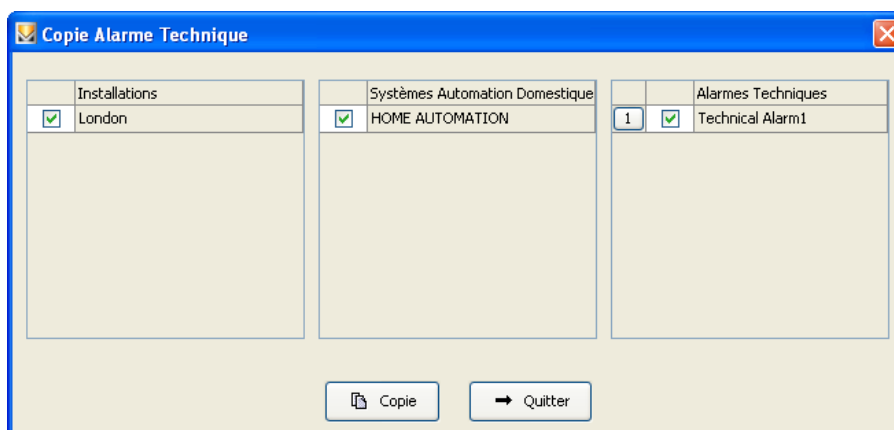 Copie Alarme Technique
Installations
London
Systèmes Automation Domestique
HOME AUTOMATION
Alarmes Techniques
1 Technical Alarm1
Copie
Quitter